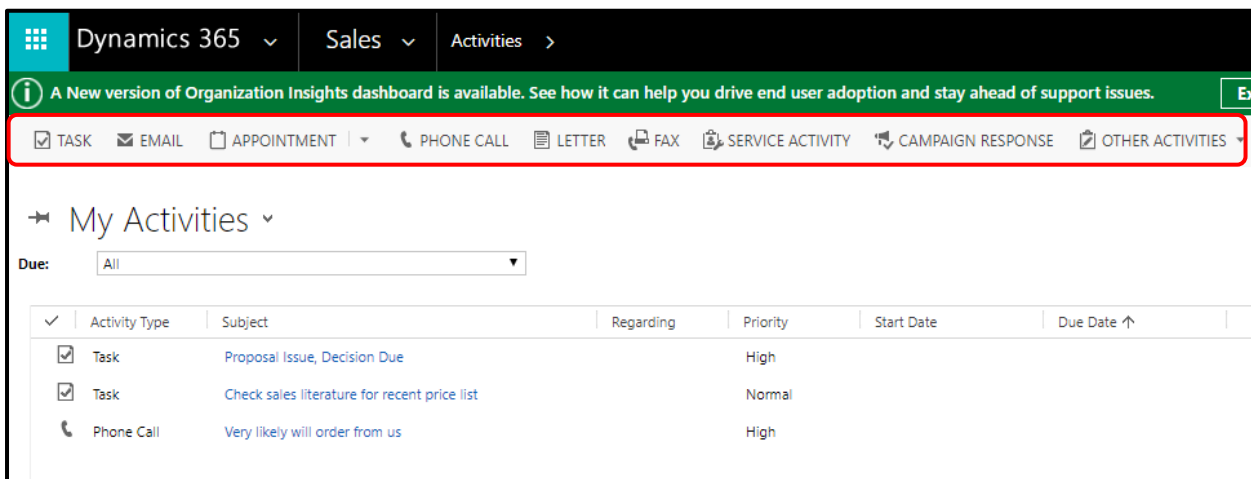 Dynamics 365 Sales Activities
A New version of Organization Insights dashboard is available. See how it can help you drive end user adoption and stay ahead of support issues.
TASK EMAIL APPOINTMENT PHONE CALL LETTER FAX SERVICE ACTIVITY CAMPAIGN RESPONSE OTHER ACTIVITIES
My Activities
Due: All
Activity Type Subject Regarding Priority Start Date Due Date
Task Proposal Issue, Decision Due High
Task Check sales literature for recent price list Normal
Phone Call Very likely will order from us High